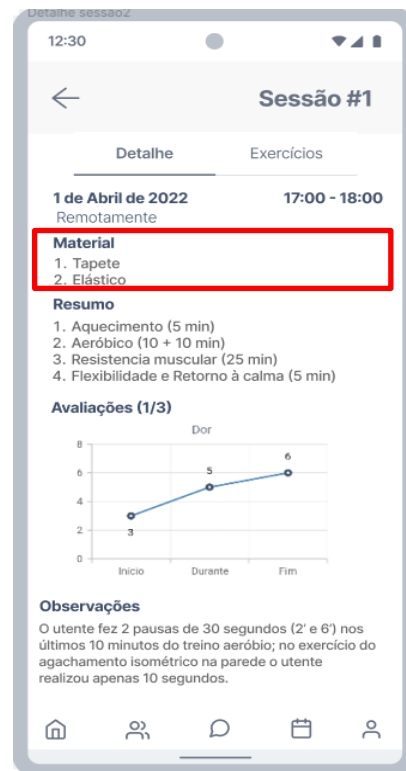 Detalhe sessão2
12:30
Sessão #1
Detalhe Exercícios
1 de Abril de 2022 17:00 - 18:00
Remotamente
Material
1. Tapete
2. Elástico
Resumo
1. Aquecimento (5 min)
2. Aeróbico (10 + 10 min)
3. Resistencia muscular (25 min)
4. Flexibilidade e Retorno à calma (5 min)
Avaliações (1/3)
Dor
8
6
4
2
0
3
5
6
Inicio Durante Fim
Observações
O utente fez 2 pausas de 30 segundos (2' e 6') nos
últimos 10 minutos do treino aeróbio; no exercício do
agachamento isométrico na parede o utente
realizou apenas 10 segundos.